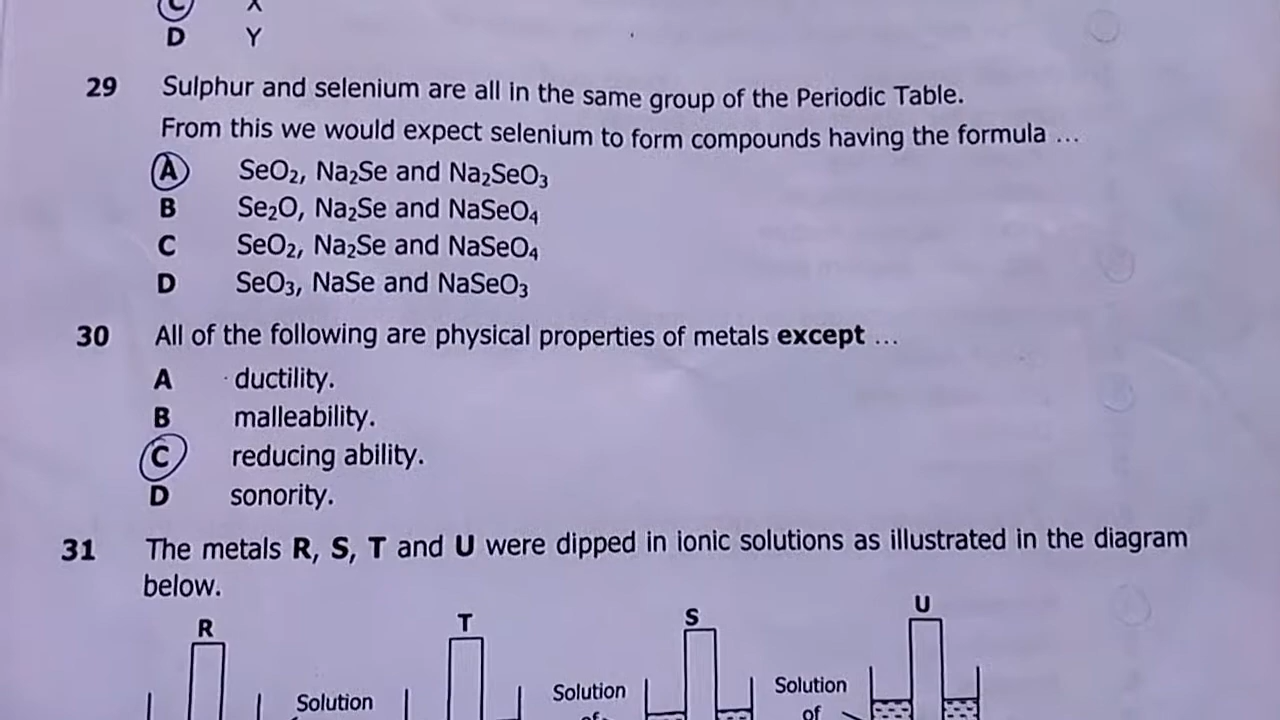 C X
D Y
29 Sulphur and selenium are all in the same group of the Periodic Table.
From this we would expect selenium to form compounds having the formula ...
A SeO₂, Na₂Se and Na₂SeO₃
B Se₂O, Na₂Se and NaSeO₄
C SeO₂, Na₂Se and NaSeO₄
D SeO₃, NaSe and NaSeO₃
30 All of the following are physical properties of metals except ...
A ductility.
B malleability.
C reducing ability.
D sonority.
31 The metals R, S, T and U were dipped in ionic solutions as illustrated in the diagram
below.
R T S U
Solution Solution Solution
of of